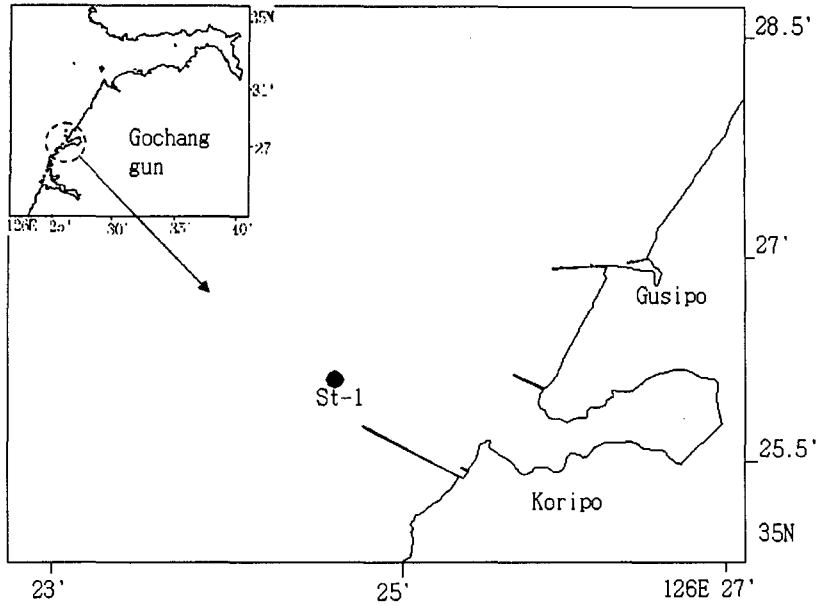 35N
31'
27
Gochang
gun
126E 25'
30'
35'
40'
28.5'
27'
Gusipo
St-1
25.5'
Koripo
35N
23'
25'
126E 27'